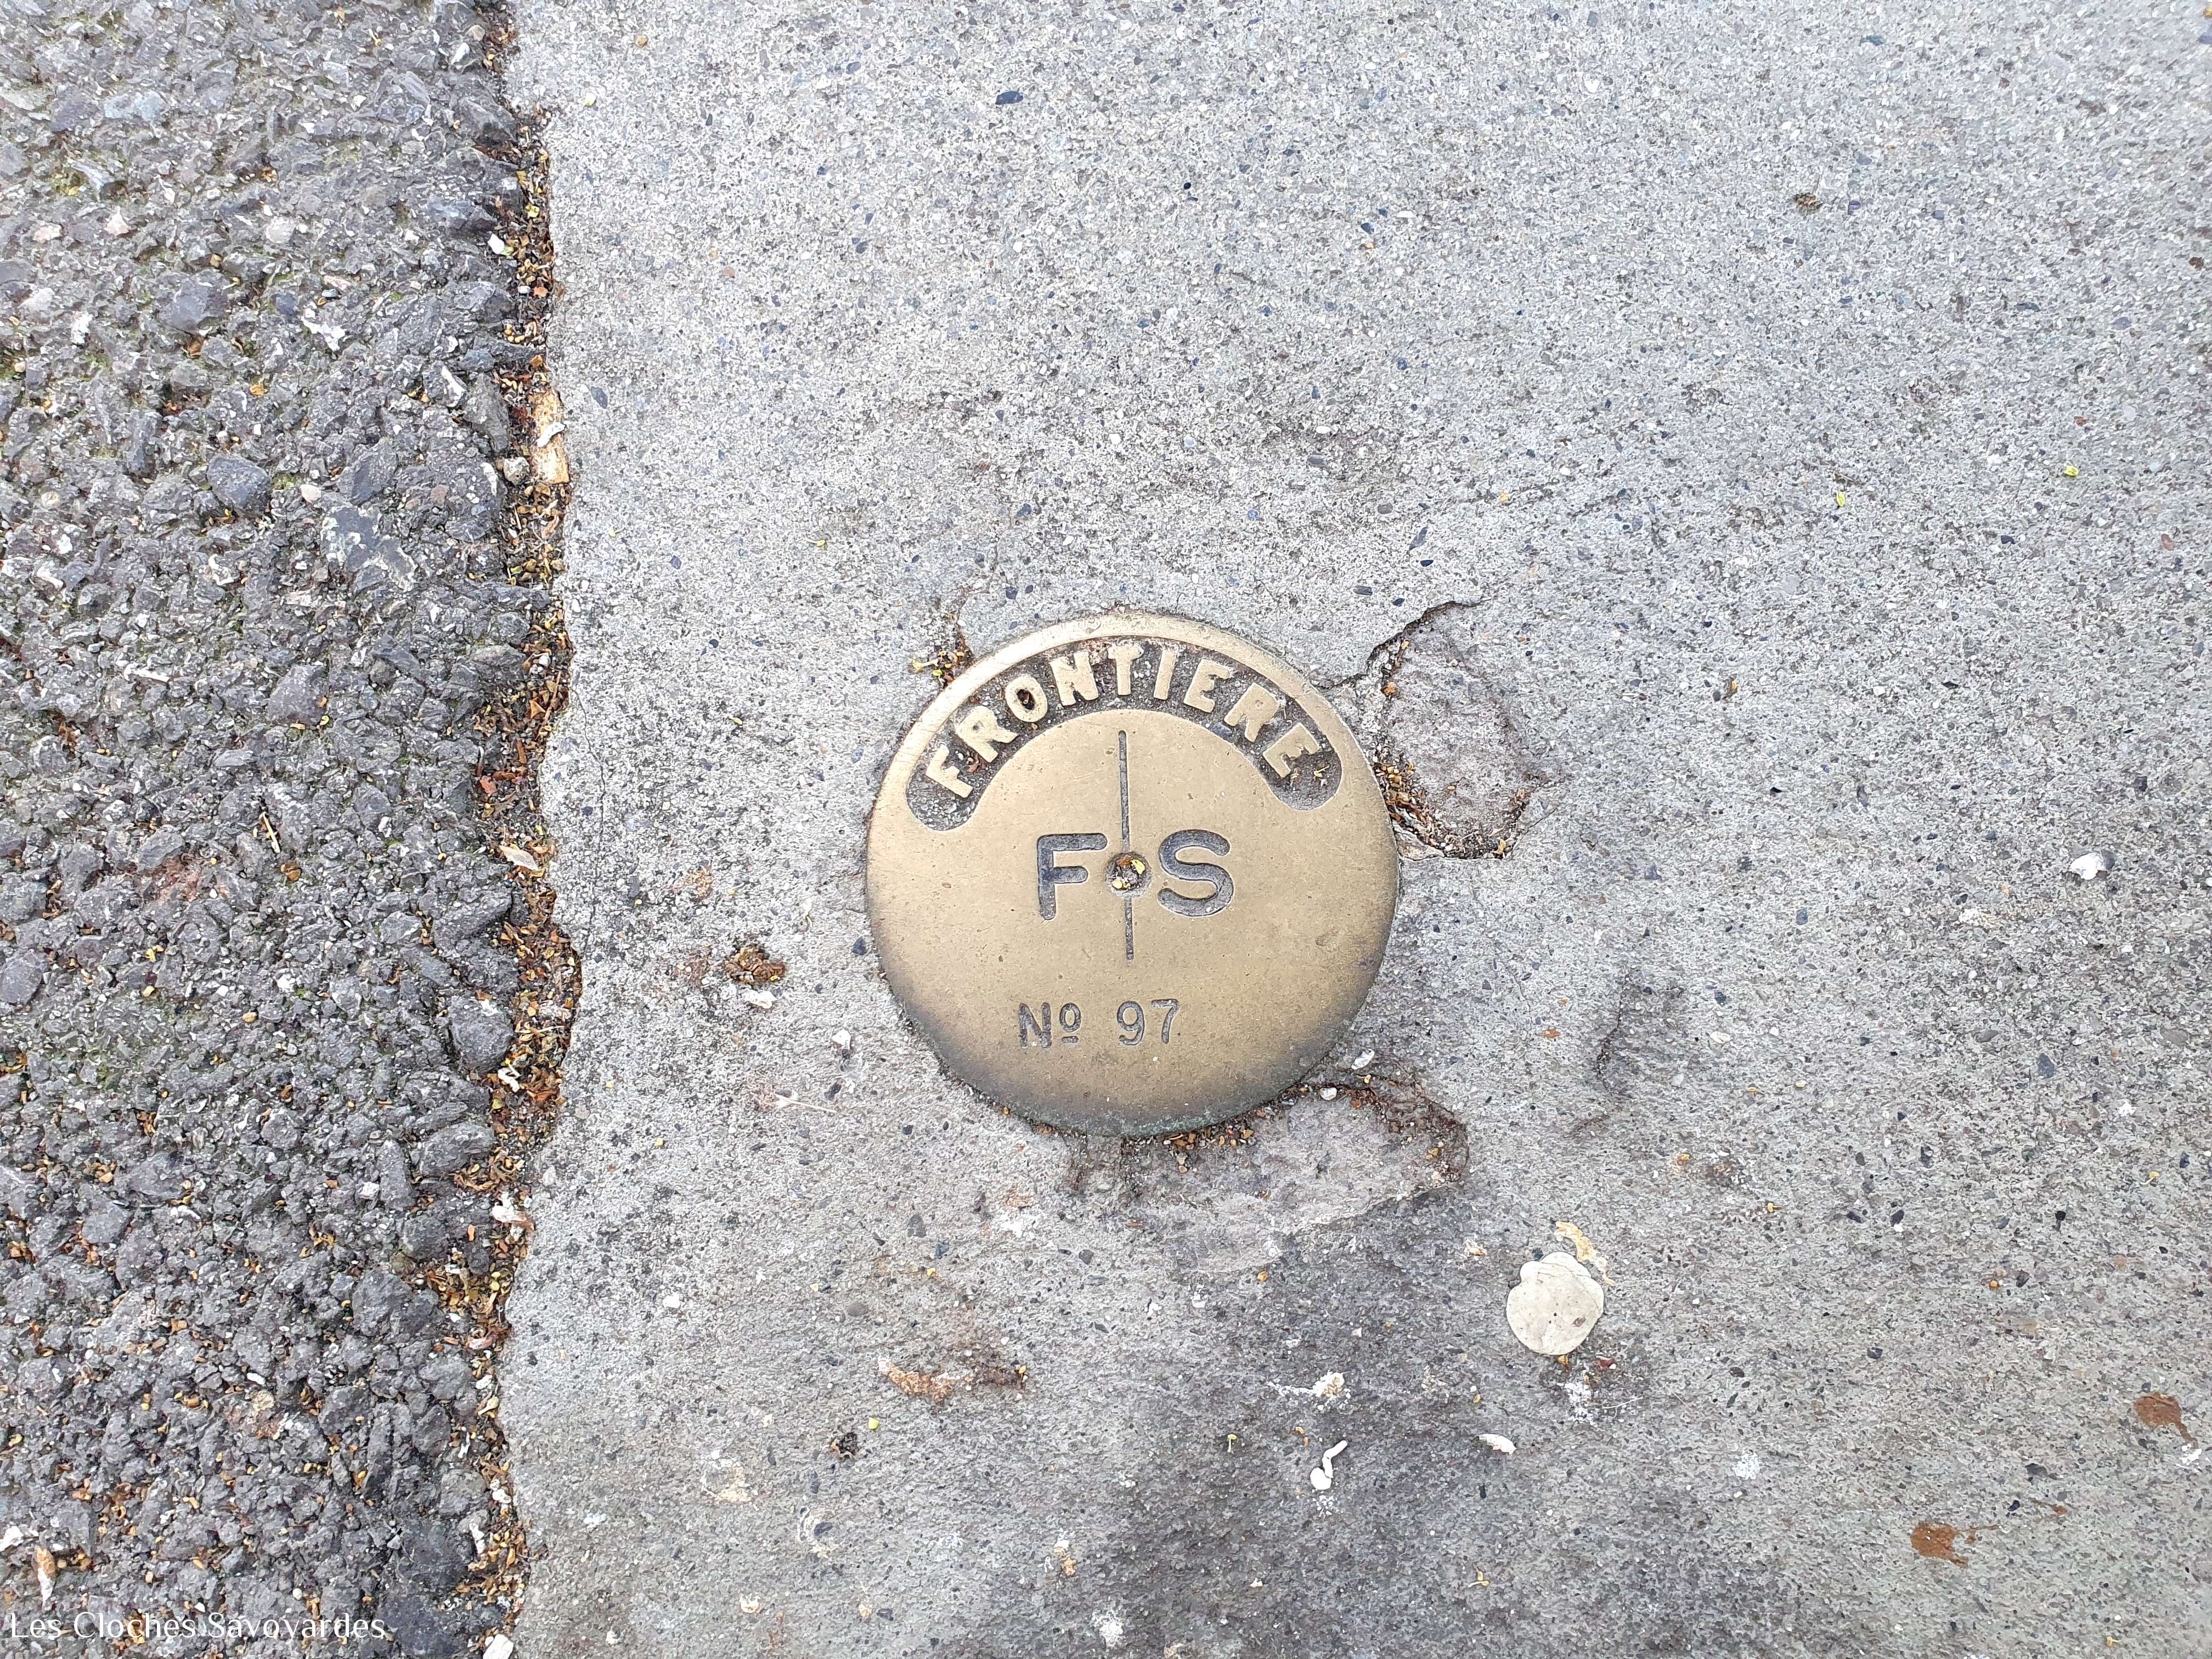 FRONTIERE
F S
Nº 97
Les Cloches Savoyardes